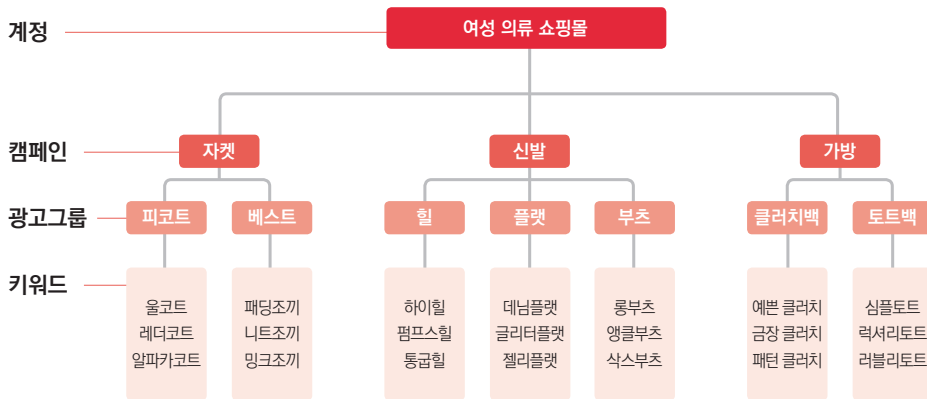 계정
여성 의류 쇼핑몰
캠페인
자켓
신발
가방
광고그룹
피코트
베스트
힐
플랫
부츠
클러치백
토트백
키워드
울코트
레더코트
알파카코트
패딩조끼
니트조끼
밍크조끼
하이힐
펌프스힐
통굽힐
데님플랫
글리터플랫
젤리플랫
롱부츠
앵클부츠
삭스부츠
예쁜 클러치
금장 클러치
패턴 클러치
심플토트
럭셔리토트
러블리토트